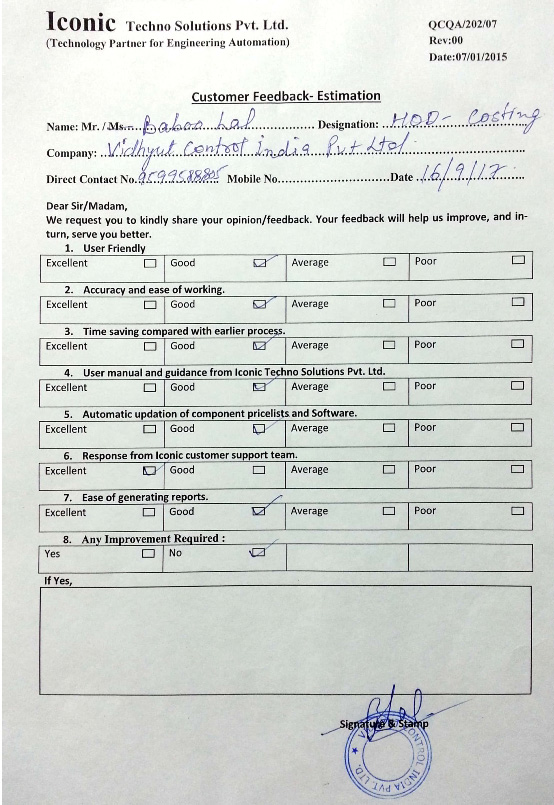 Iconic Techno Solutions Pvt. Ltd.
(Technology Partner for Engineering Automation)
QCQA/202/07
Rev:00
Date:07/01/2015
Customer Feedback- Estimation
Name: Mr. / Ms.... Baboo Lal ................ Designation: HOD- Costing
Company: Vidhyut Control India Pvt Ltd.
Direct Contact No. 9599588805 Mobile No...............................Date 16/9/17
Dear Sir/Madam,
We request you to kindly share your opinion/feedback. Your feedback will help us improve, and in-
turn, serve you better.
1. User Friendly
Excellent ☐ Good ☑ Average ☐ Poor ☐
2. Accuracy and ease of working.
Excellent ☐ Good ☑ Average ☐ Poor ☐
3. Time saving compared with earlier process.
Excellent ☐ Good ☑ Average ☐ Poor ☐
4. User manual and guidance from Iconic Techno Solutions Pvt. Ltd.
Excellent ☐ Good ☑ Average ☐ Poor ☐
5. Automatic updation of component pricelists and Software.
Excellent ☐ Good ☑ Average ☐ Poor ☐
6. Response from Iconic customer support team.
Excellent ☑ Good ☐ Average ☐ Poor ☐
7. Ease of generating reports.
Excellent ☐ Good ☑ Average ☐ Poor ☐
8. Any Improvement Required :
Yes ☐ No ☑
If Yes,
Signature & Stamp
CONTROL INDIA PVT. LTD.